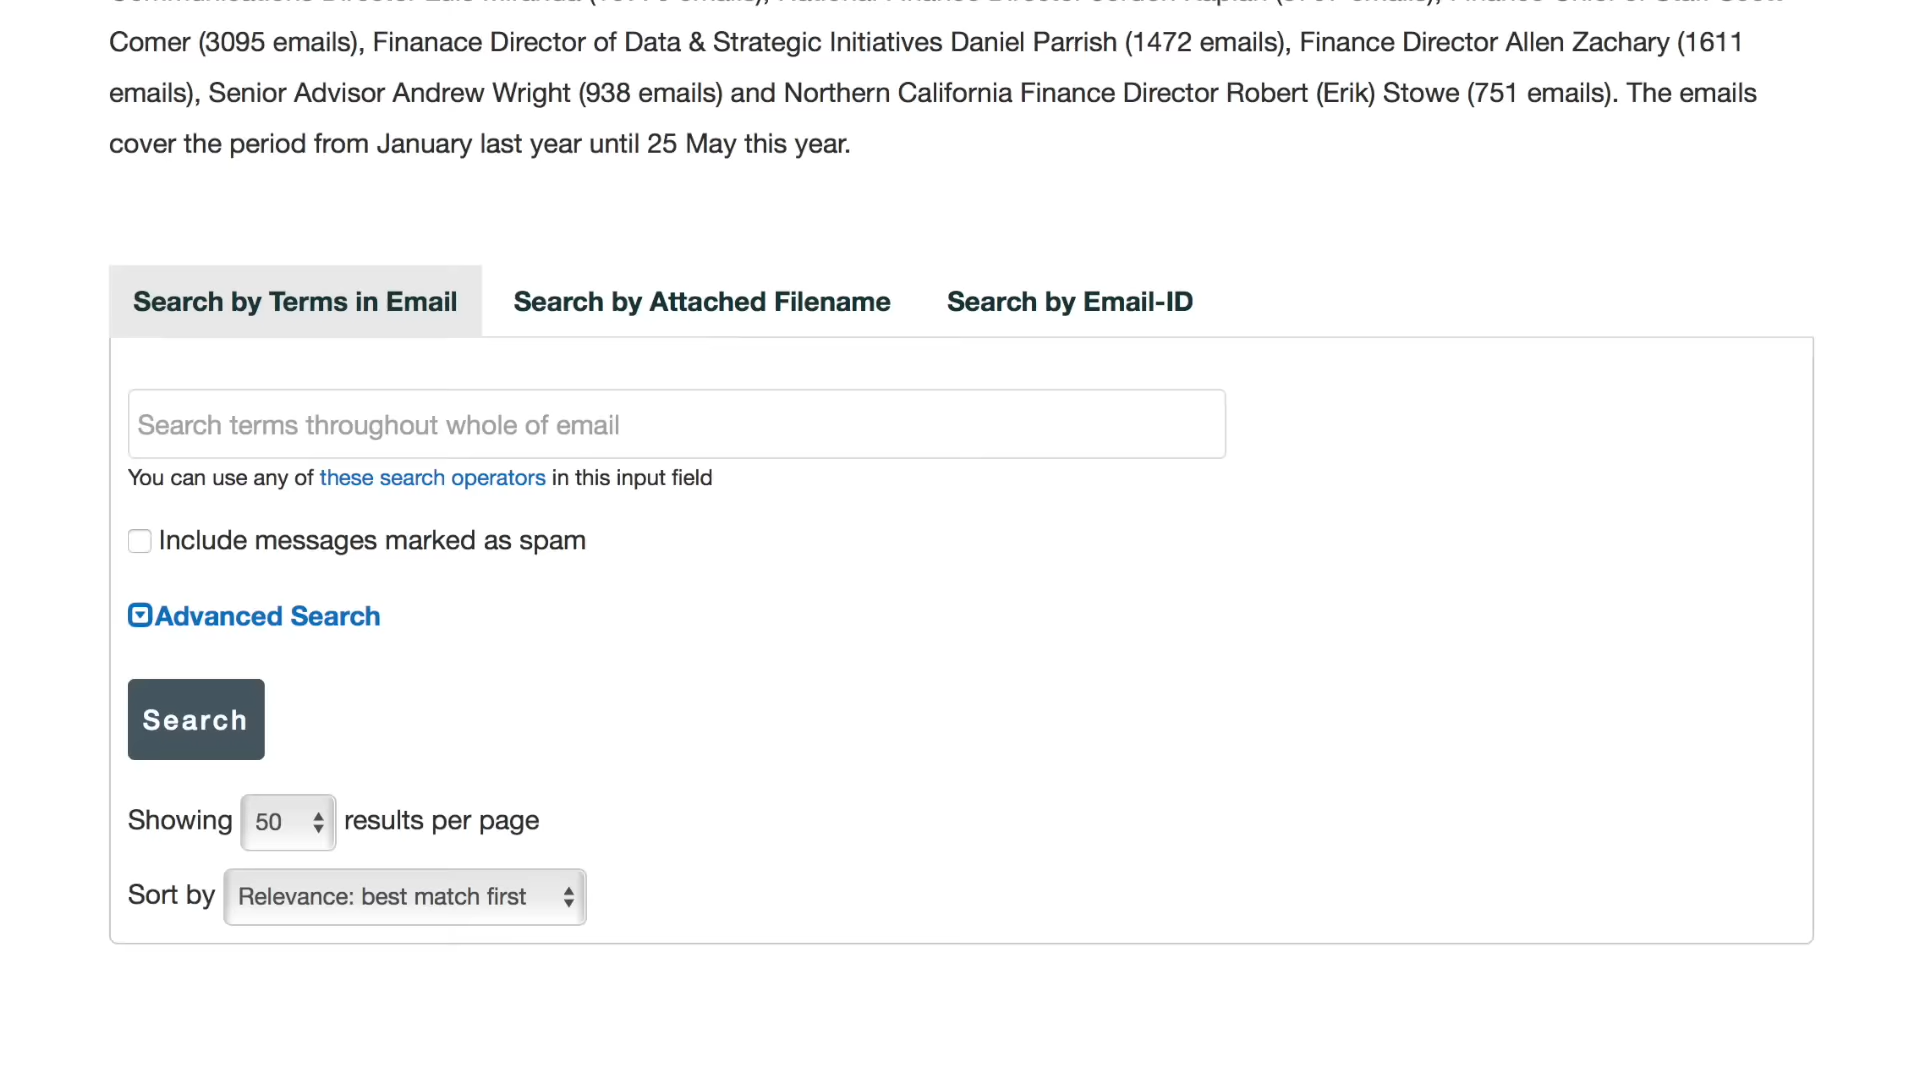 Comer (3095 emails), Finanace Director of Data & Strategic Initiatives Daniel Parrish (1472 emails), Finance Director Allen Zachary (1611
emails), Senior Advisor Andrew Wright (938 emails) and Northern California Finance Director Robert (Erik) Stowe (751 emails). The emails
cover the period from January last year until 25 May this year.
Search by Terms in Email
Search by Attached Filename
Search by Email-ID
Search terms throughout whole of email
You can use any of these search operators in this input field
Include messages marked as spam
Advanced Search
Search
Showing 50 results per page
Sort by Relevance: best match first